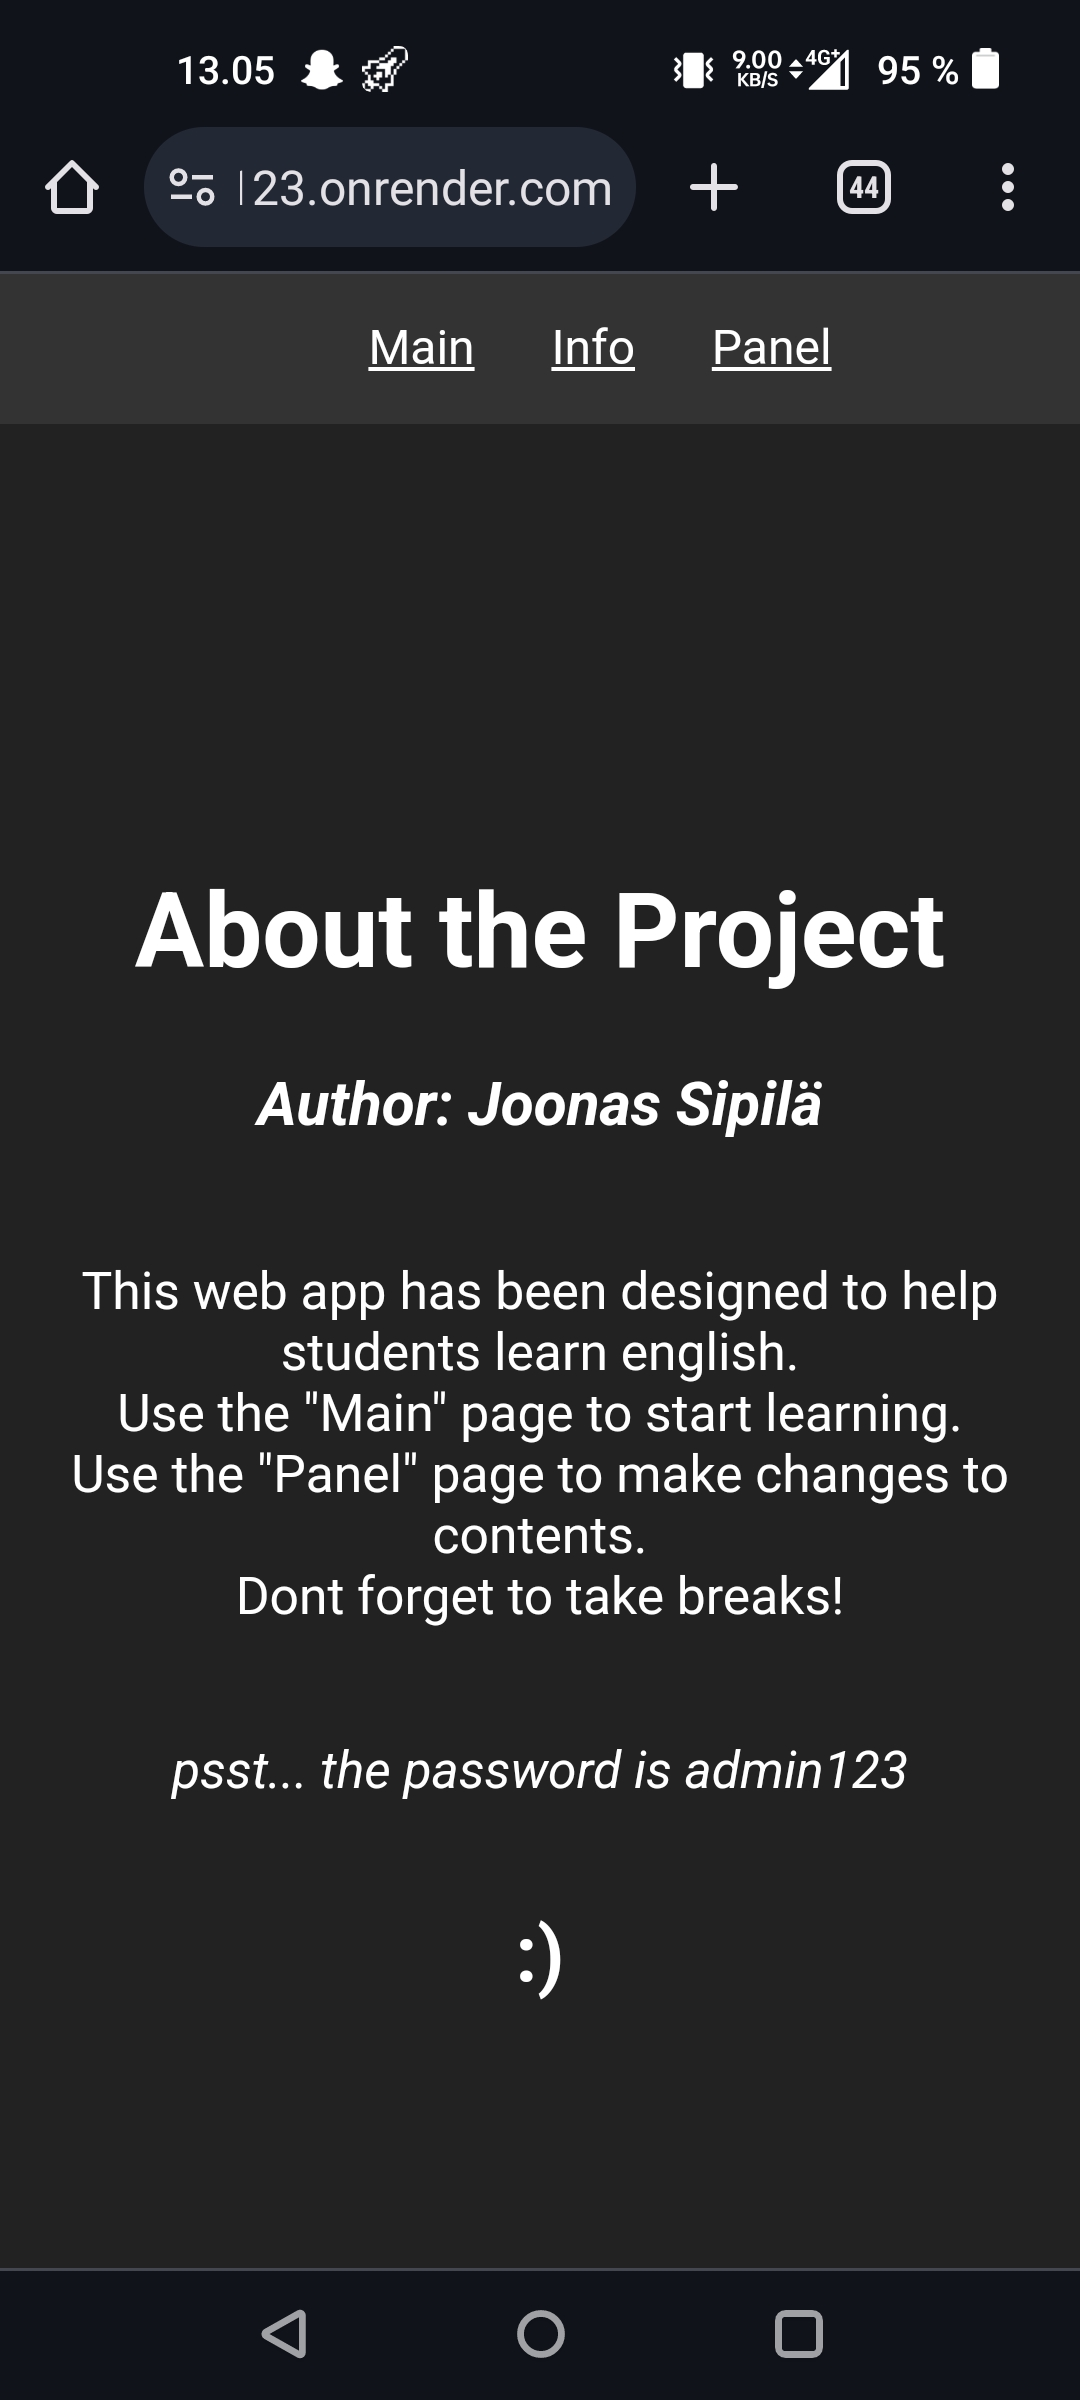 13.05 9.00 KB/S 4G+ 95 %
23.onrender.com 44
Main Info Panel
About the Project
Author: Joonas Sipilä
This web app has been designed to help
students learn english.
Use the "Main" page to start learning.
Use the "Panel" page to make changes to
contents.
Dont forget to take breaks!
psst... the password is admin123
:)